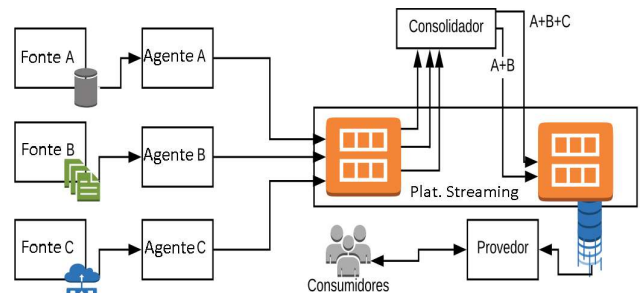 Fonte A
Agente A
Consolidador
A+B+C
A+B
Fonte B
Agente B
Plat. Streaming
Fonte C
Agente C
Provedor
Consumidores